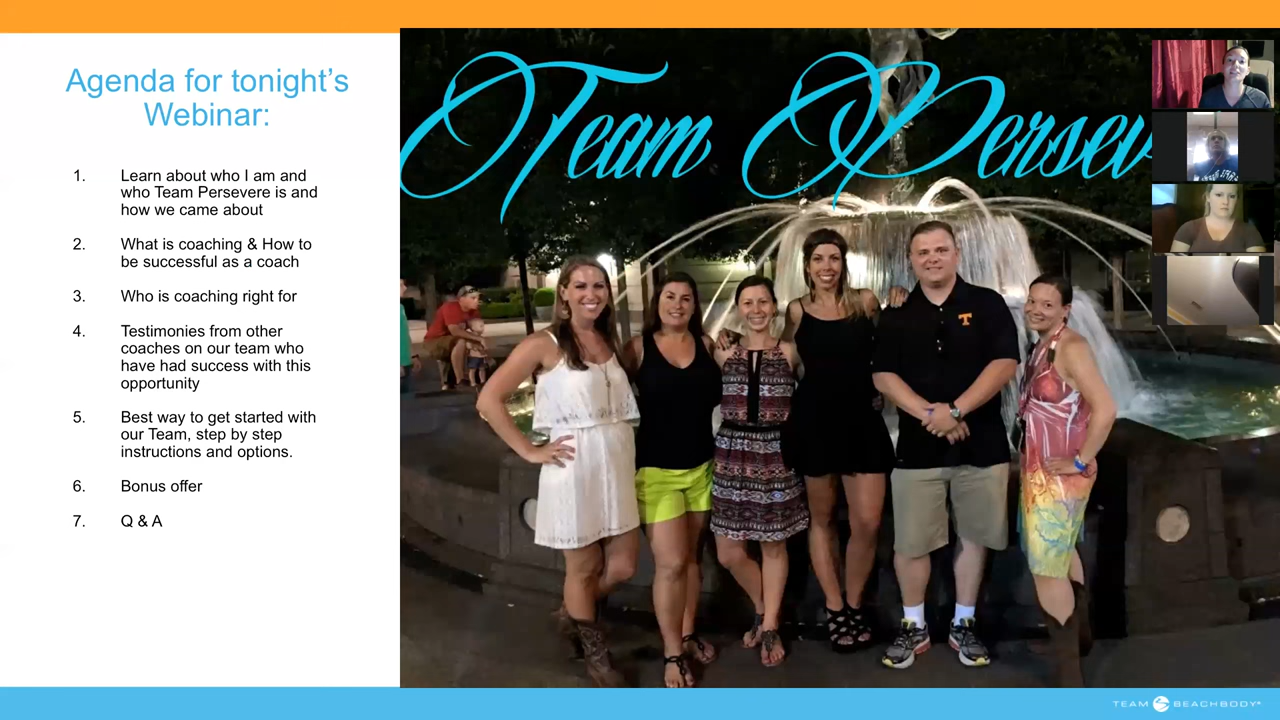 Agenda for tonight's
Webinar:
1. Learn about who I am and
who Team Persevere is and
how we came about
2. What is coaching & How to
be successful as a coach
3. Who is coaching right for
4. Testimonies from other
coaches on our team who
have had success with this
opportunity
5. Best way to get started with
our Team, step by step
instructions and options.
6. Bonus offer
7. Q & A
Team Persev
T
TEAM BEACHBODY®